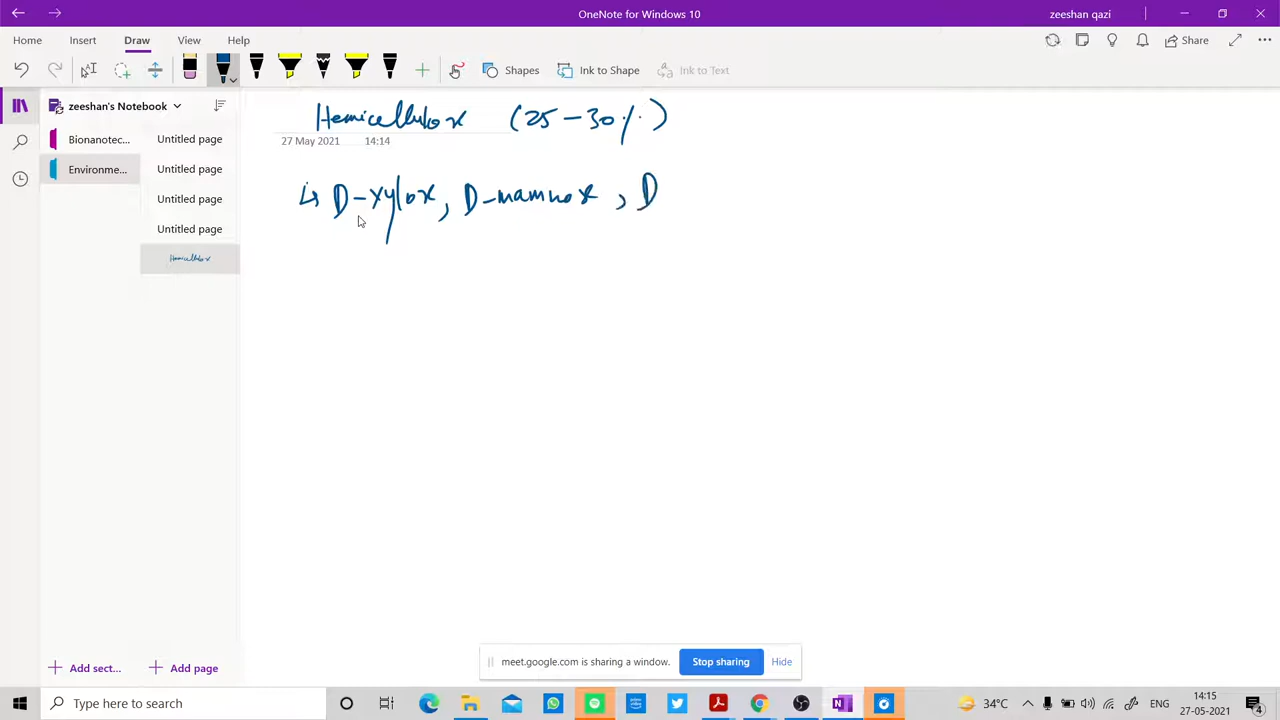 OneNote for Windows 10
zeeshan qazi
Home Insert Draw View Help
Share
Shapes Ink to Shape Ink to Text
zeeshan's Notebook
Bionanotec...
Environme...
Untitled page
Untitled page
Untitled page
Untitled page
Hemicellulose
Hemicellulose (25-30%)
27 May 2021 14:14
↳ D-xylose, D-mannose, D
meet.google.com is sharing a window. Stop sharing Hide
Add sect... Add page
Type here to search
34°C
ENG
14:15
27-05-2021
4